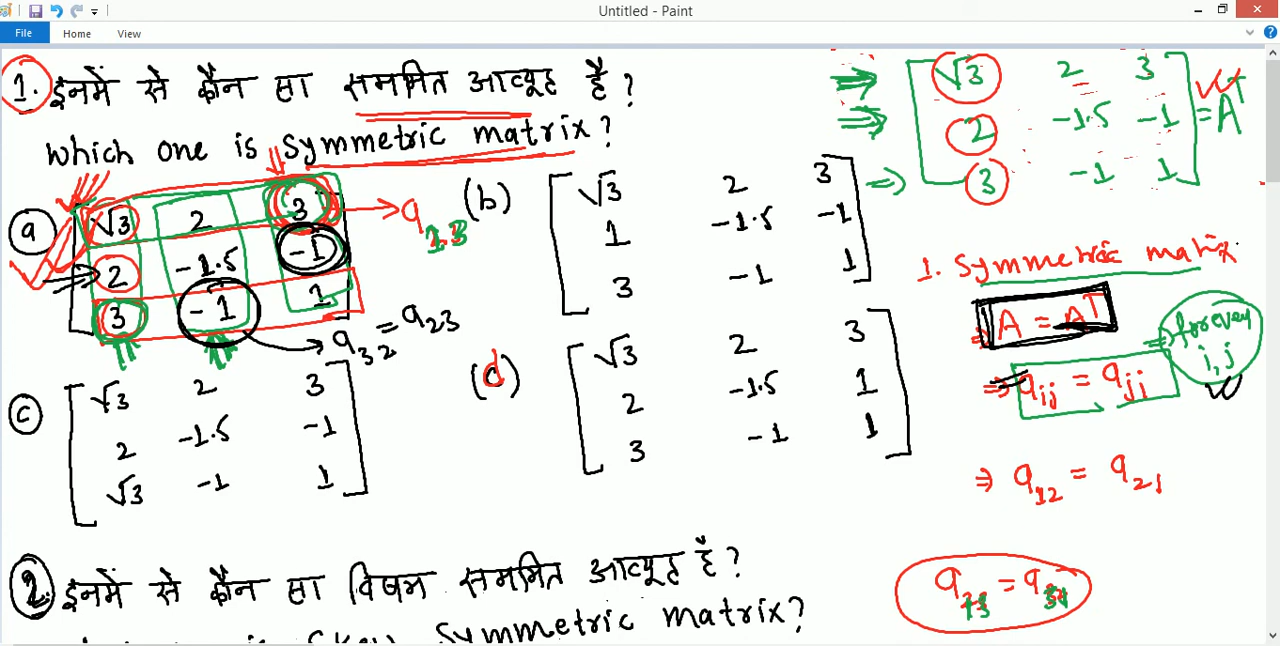 Untitled - Paint
File Home View
1. इनमें से कौन सा सममित आव्यूह है ?
Which one is symmetric matrix ?
(a)
√3 2 3
2 -1.5 -1
3 -1 1
a13
a32 = a23
(b)
√3 2 3
1 -1.5 -1
3 -1 1
(c)
√3 2 3
2 -1.5 -1
√3 -1 1
(d)
√3 2 3
2 -1.5 1
3 -1 1
√3 2 3
2 -1.5 -1 = A^T
3 -1 1
1. Symmetric matrix
⇒ A = A^T
⇒ aij = ajj
⇒ for every
i, j
⇒ a12 = a21
2. इनमें से कौन सा विषम सममित आव्यूह है ?
symmetric matrix?